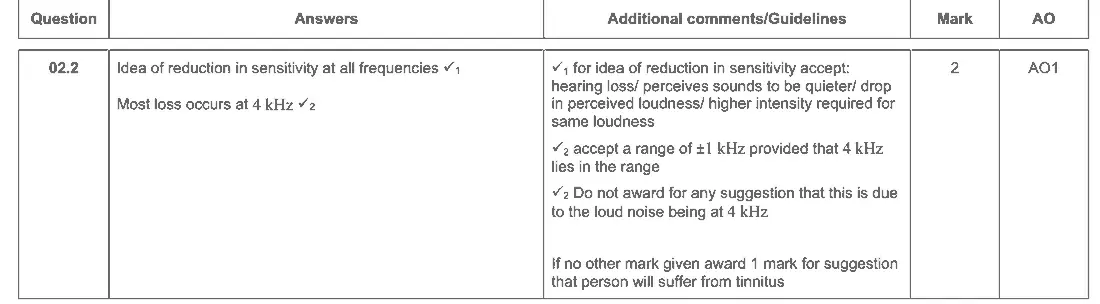 Question Answers Additional comments/Guidelines Mark AO
02.2 Idea of reduction in sensitivity at all frequencies ✓1 ✓1 for idea of reduction in sensitivity accept: 2 AO1
hearing loss/ perceives sounds to be quieter/ drop
Most loss occurs at 4 kHz ✓2 in perceived loudness/ higher intensity required for
same loudness
✓2 accept a range of ±1 kHz provided that 4 kHz
lies in the range
✓2 Do not award for any suggestion that this is due
to the loud noise being at 4 kHz
If no other mark given award 1 mark for suggestion
that person will suffer from tinnitus